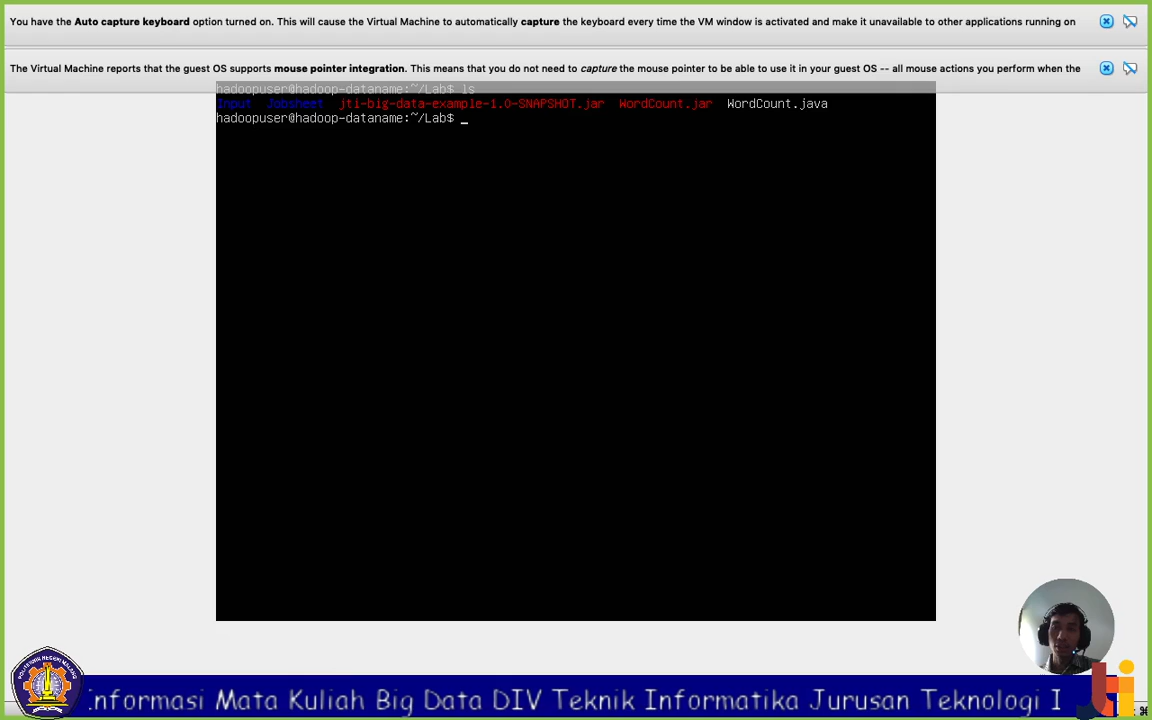 You have the Auto capture keyboard option turned on. This will cause the Virtual Machine to automatically capture the keyboard every time the VM window is activated and make it unavailable to other applications running on
The Virtual Machine reports that the guest OS supports mouse pointer integration. This means that you do not need to capture the mouse pointer to be able to use it in your guest OS -- all mouse actions you perform when the
hadoopuser@hadoop-dataname:~/Lab$ ls
Input Jobsheet jti-big-data-example-1.0-SNAPSHOT.jar WordCount.jar WordCount.java
hadoopuser@hadoop-dataname:~/Lab$ _
POLITEKNIK NEGERI MALANG
Informasi Mata Kuliah Big Data DIV Teknik Informatika Jurusan Teknologi I